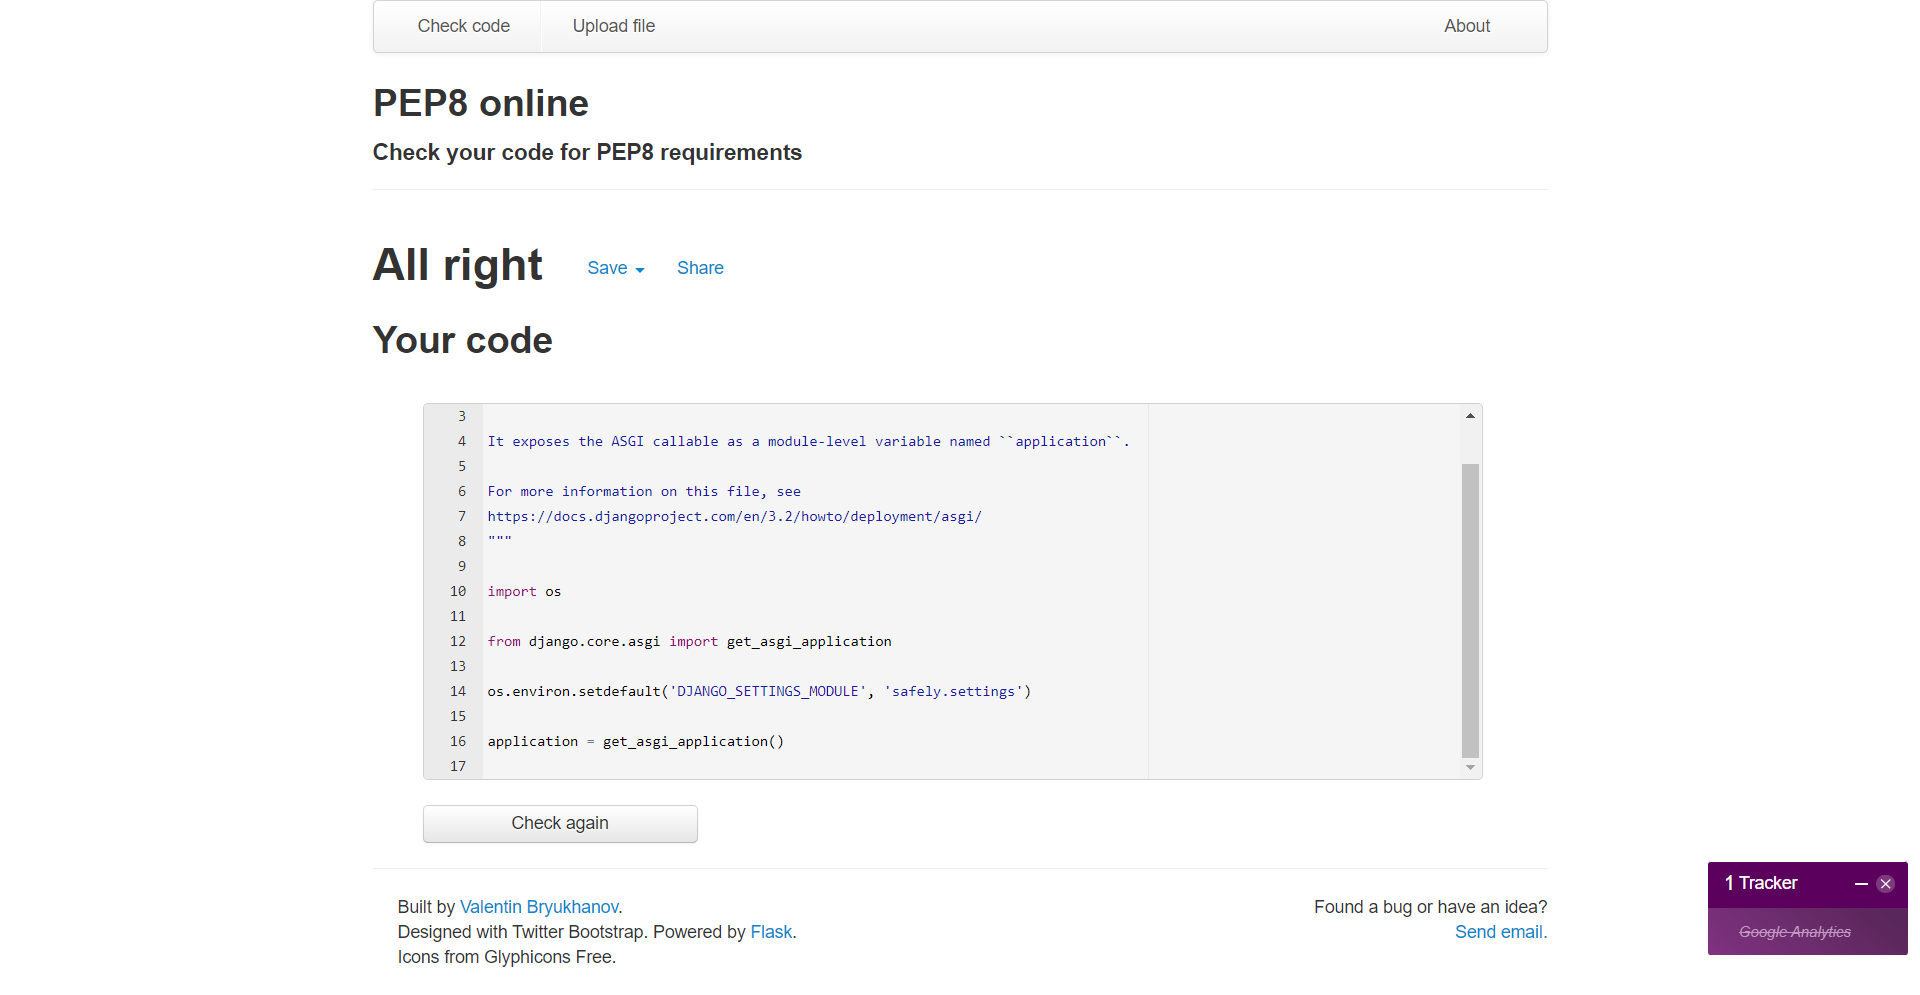 Check code
Upload file
About
PEP8 online
Check your code for PEP8 requirements
All right
Save
Share
Your code
3
4 It exposes the ASGI callable as a module-level variable named ``application``.
5
6 For more information on this file, see
7 https://docs.djangoproject.com/en/3.2/howto/deployment/asgi/
8 """
9
10 import os
11
12 from django.core.asgi import get_asgi_application
13
14 os.environ.setdefault('DJANGO_SETTINGS_MODULE', 'safely.settings')
15
16 application = get_asgi_application()
17
Check again
Built by Valentin Bryukhanov.
Designed with Twitter Bootstrap. Powered by Flask.
Icons from Glyphicons Free.
Found a bug or have an idea?
Send email.
1 Tracker
Google Analytics